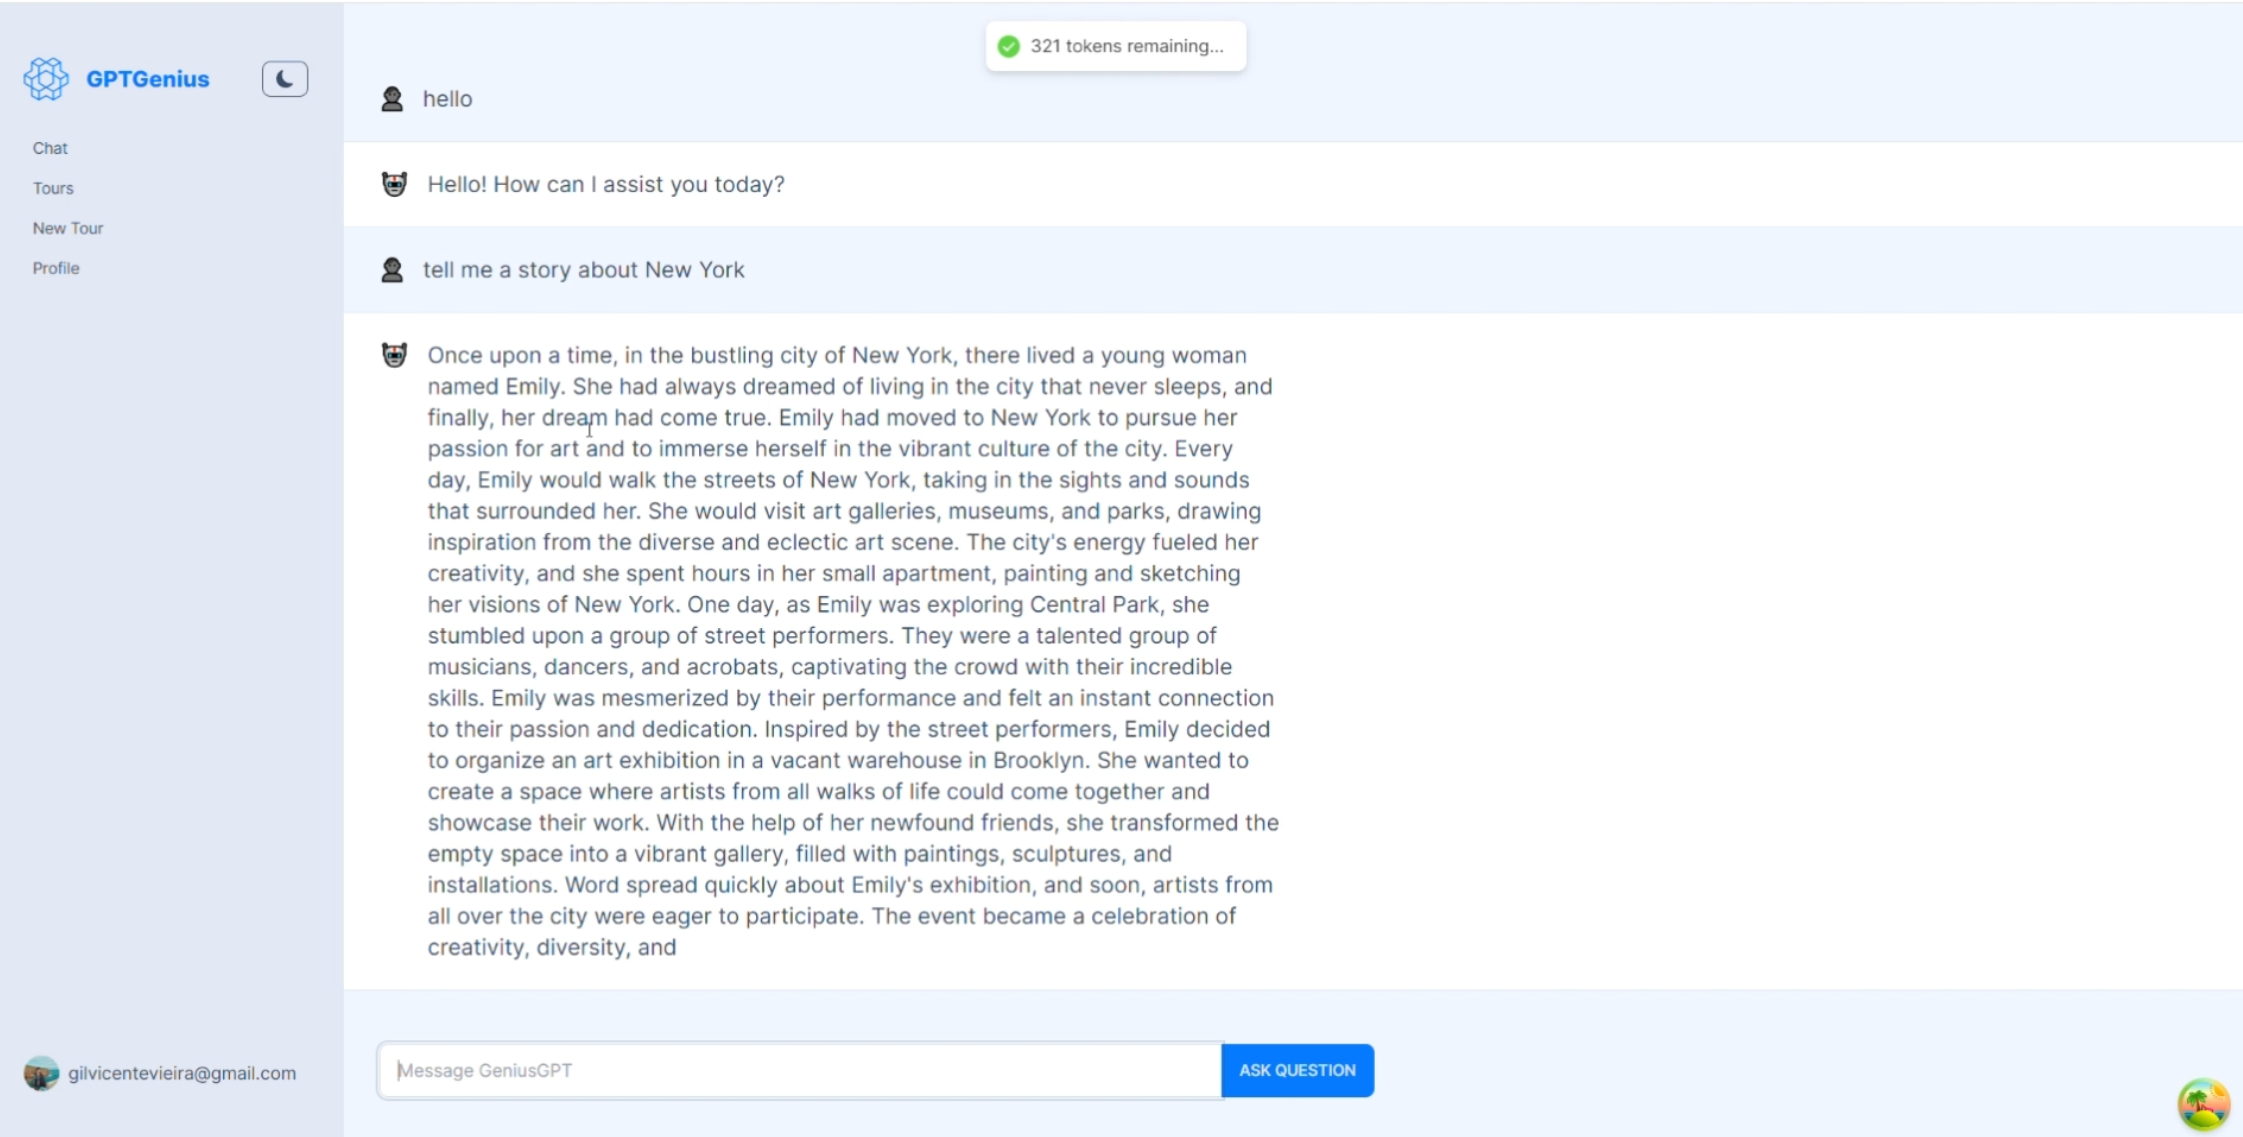 321 tokens remaining...
GPTGenius
Chat
Tours
New Tour
Profile
hello
Hello! How can I assist you today?
tell me a story about New York
Once upon a time, in the bustling city of New York, there lived a young woman
named Emily. She had always dreamed of living in the city that never sleeps, and
finally, her dream had come true. Emily had moved to New York to pursue her
passion for art and to immerse herself in the vibrant culture of the city. Every
day, Emily would walk the streets of New York, taking in the sights and sounds
that surrounded her. She would visit art galleries, museums, and parks, drawing
inspiration from the diverse and eclectic art scene. The city's energy fueled her
creativity, and she spent hours in her small apartment, painting and sketching
her visions of New York. One day, as Emily was exploring Central Park, she
stumbled upon a group of street performers. They were a talented group of
musicians, dancers, and acrobats, captivating the crowd with their incredible
skills. Emily was mesmerized by their performance and felt an instant connection
to their passion and dedication. Inspired by the street performers, Emily decided
to organize an art exhibition in a vacant warehouse in Brooklyn. She wanted to
create a space where artists from all walks of life could come together and
showcase their work. With the help of her newfound friends, she transformed the
empty space into a vibrant gallery, filled with paintings, sculptures, and
installations. Word spread quickly about Emily's exhibition, and soon, artists from
all over the city were eager to participate. The event became a celebration of
creativity, diversity, and
Message GeniusGPT
ASK QUESTION
gilvicentevieira@gmail.com